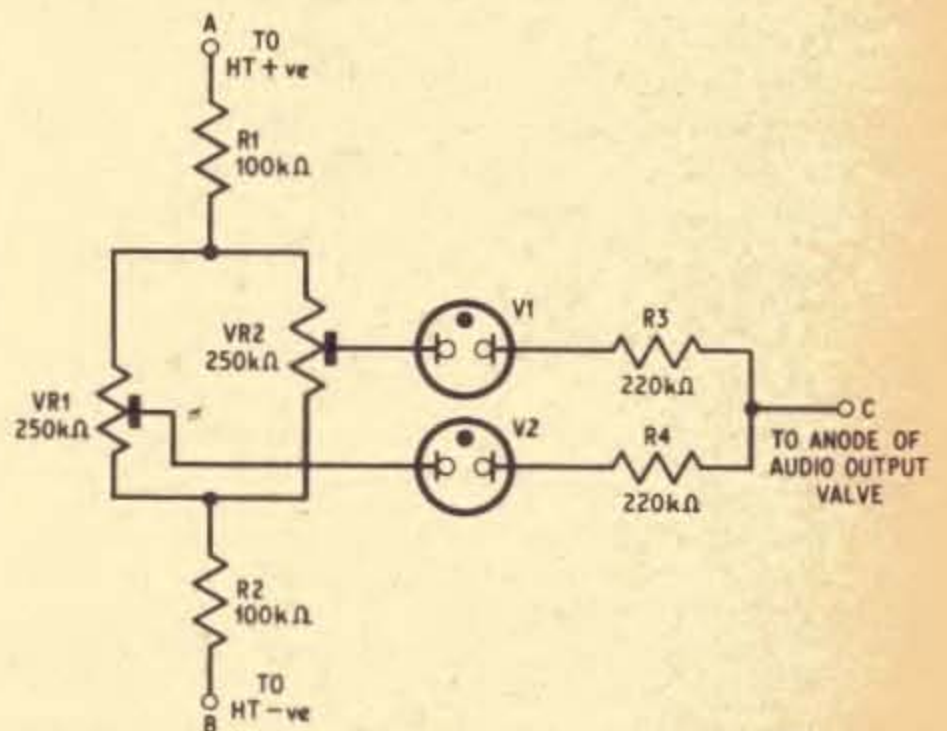 A
TO
HT+ve
R1
100kΩ
VR2
250kΩ
VR1
250kΩ
V1
R3
220kΩ
V2
R4
220kΩ
C
TO ANODE OF
AUDIO OUTPUT
VALVE
R2
100kΩ
TO
HT-ve
B